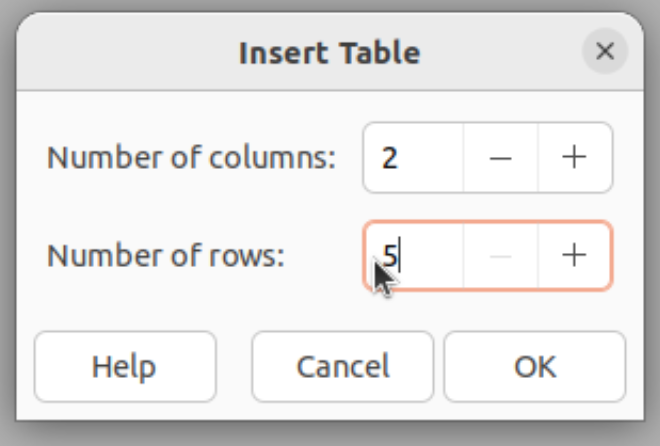 Insert Table
Number of columns: 2
Number of rows: 5
Help Cancel OK